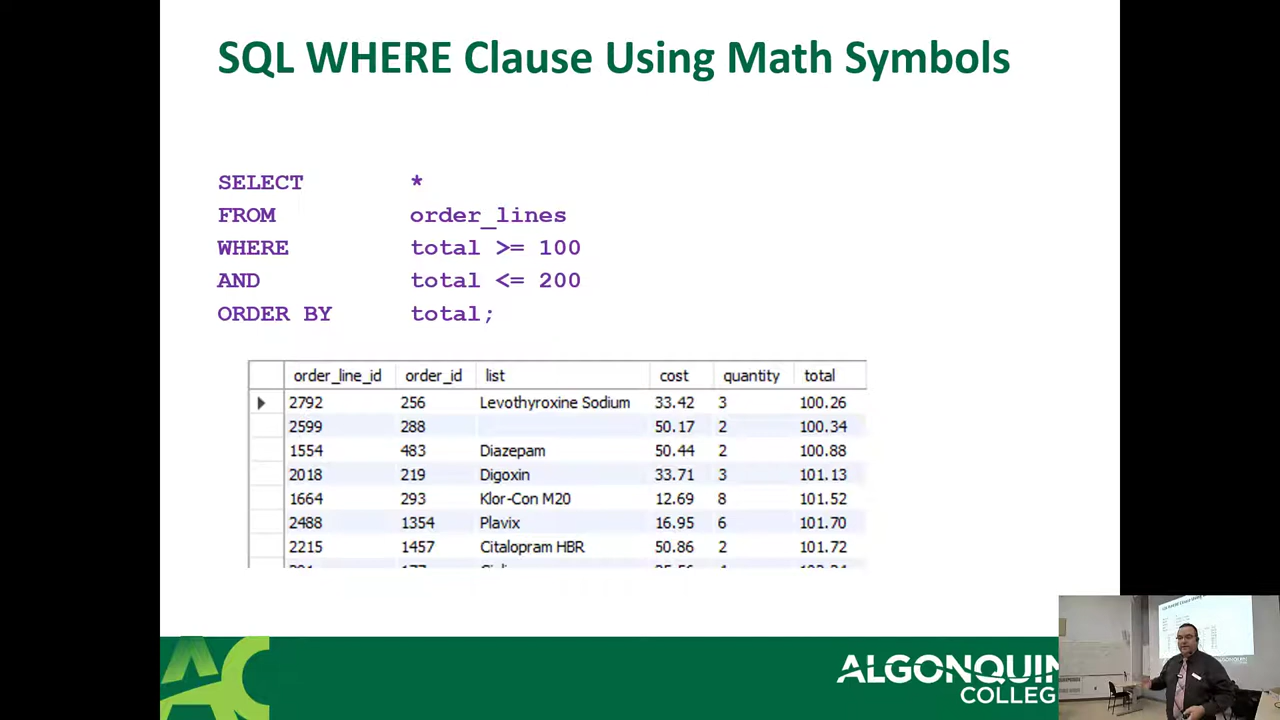 SQL WHERE Clause Using Math Symbols
SELECT *
FROM order_lines
WHERE total >= 100
AND total <= 200
ORDER BY total;
order_line_id order_id list cost quantity total
2792 256 Levothyroxine Sodium 33.42 3 100.26
2599 288 50.17 2 100.34
1554 483 Diazepam 50.44 2 100.88
2018 219 Digoxin 33.71 3 101.13
1664 293 Klor-Con M20 12.69 8 101.52
2488 1354 Plavix 16.95 6 101.70
2215 1457 Citalopram HBR 50.86 2 101.72
AC
ALGONQUIN
COLLEG